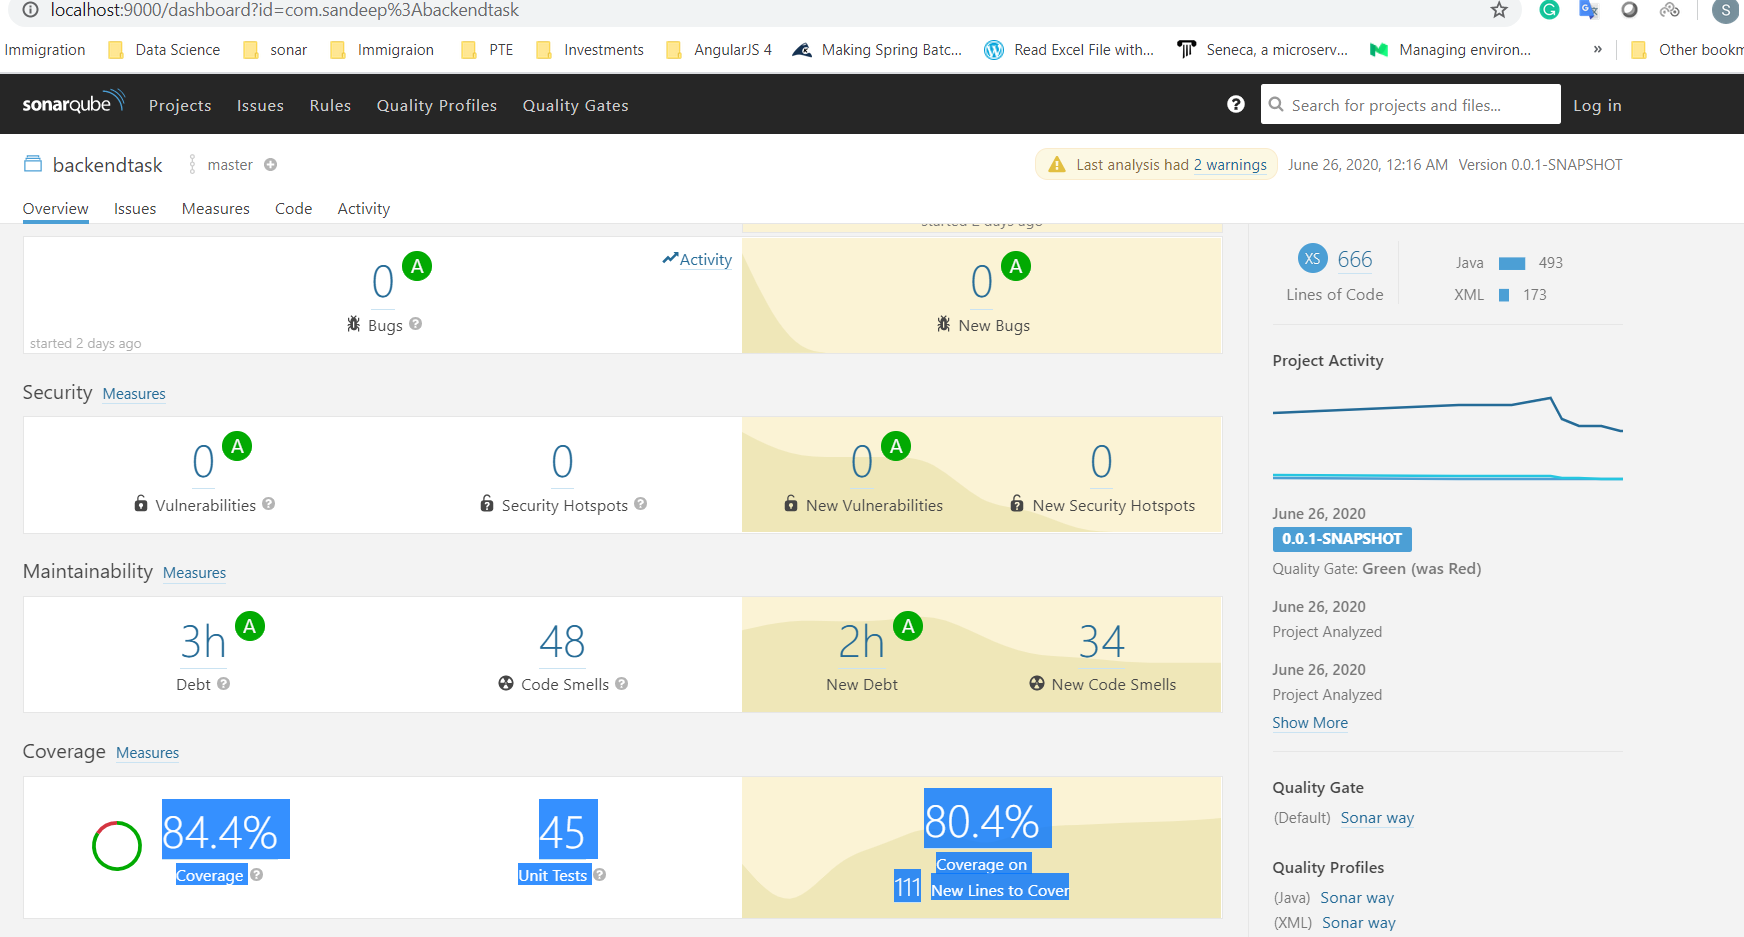 localhost:9000/dashboard?id=com.sandeep%3Abackendtask
S
Immigration Data Science sonar Immigraion PTE Investments AngularJS 4 Making Spring Batc... Read Excel File with... Seneca, a microserv... Managing environ... » Other bookm
sonarqube Projects Issues Rules Quality Profiles Quality Gates ? Search for projects and files... Log in
backendtask master Last analysis had 2 warnings June 26, 2020, 12:16 AM Version 0.0.1-SNAPSHOT
Overview Issues Measures Code Activity
started 2 days ago
0 A
Bugs ?
Activity
started 2 days ago
0 A
New Bugs
Security Measures
0 A
Vulnerabilities ?
0
Security Hotspots ?
0 A
New Vulnerabilities
0
New Security Hotspots
Maintainability Measures
3h A
Debt ?
48
Code Smells ?
2h A
New Debt
34
New Code Smells
Coverage Measures
84.4%
Coverage ?
45
Unit Tests ?
80.4%
Coverage on
111 New Lines to Cover
XS 666
Lines of Code
Java 493
XML 173
Project Activity
June 26, 2020
0.0.1-SNAPSHOT
Quality Gate: Green (was Red)
June 26, 2020
Project Analyzed
June 26, 2020
Project Analyzed
Show More
Quality Gate
(Default) Sonar way
Quality Profiles
(Java) Sonar way
(XML) Sonar way